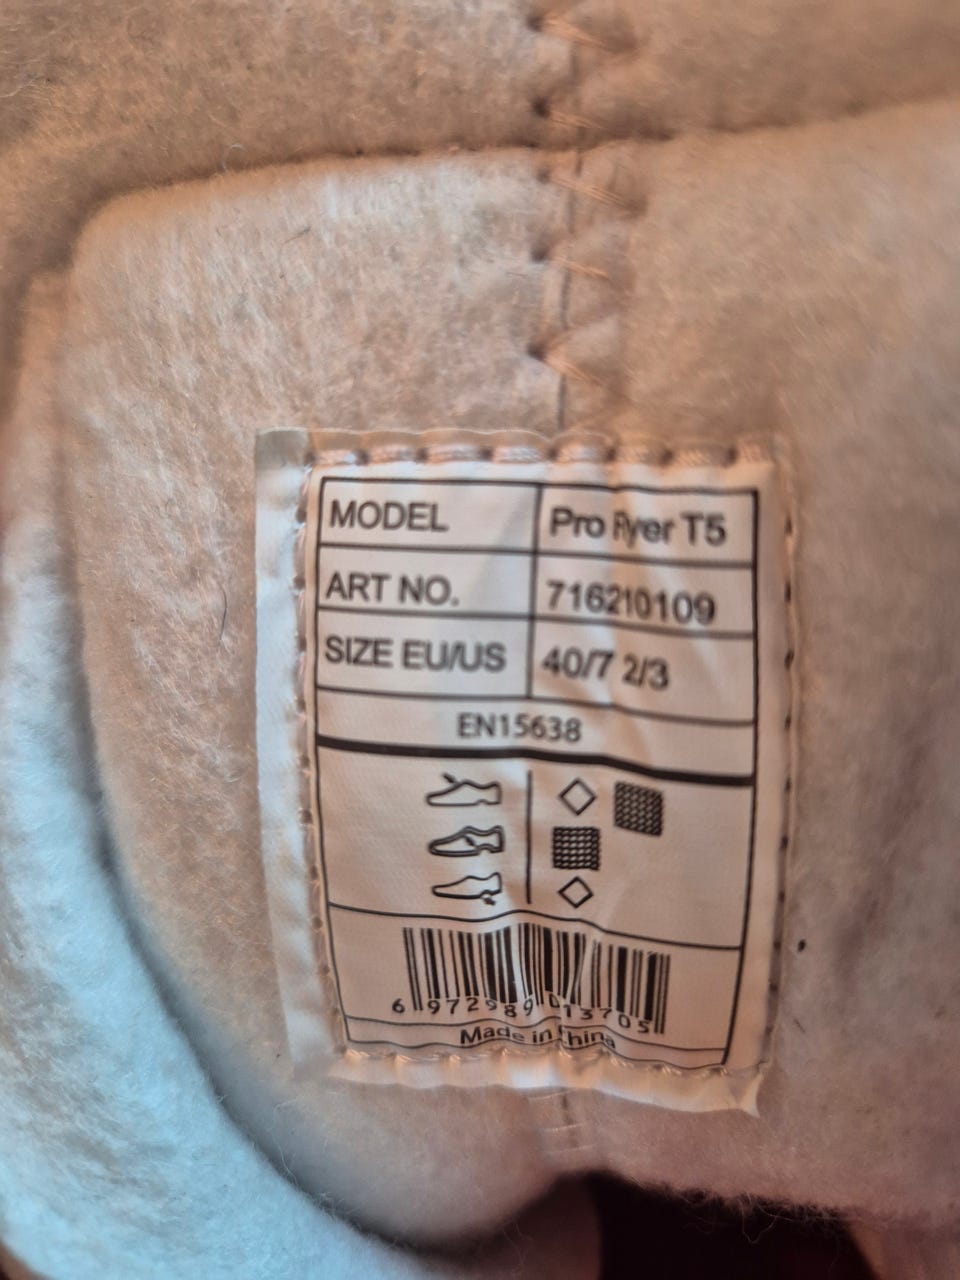 MODEL Pro Flyer T5
ART NO. 716210109
SIZE EU/US 40/7 2/3
EN15638
6 972989 013705
Made in China